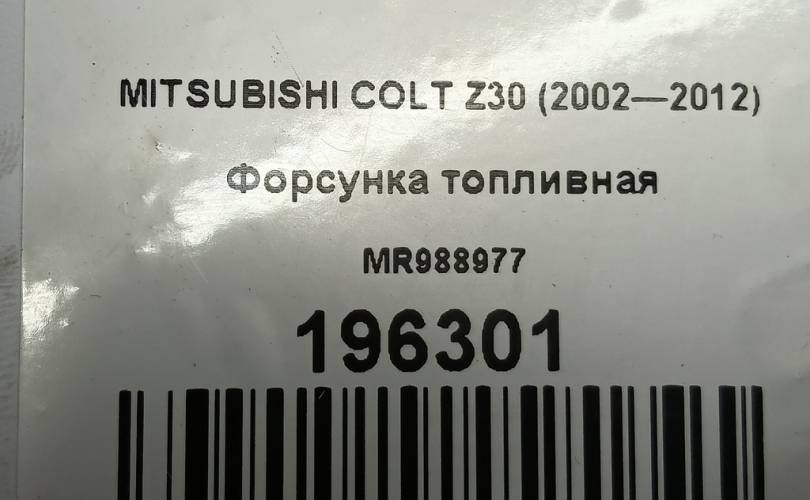 MITSUBISHI COLT Z30 (2002—2012)
Форсунка топливная
MR988977
196301